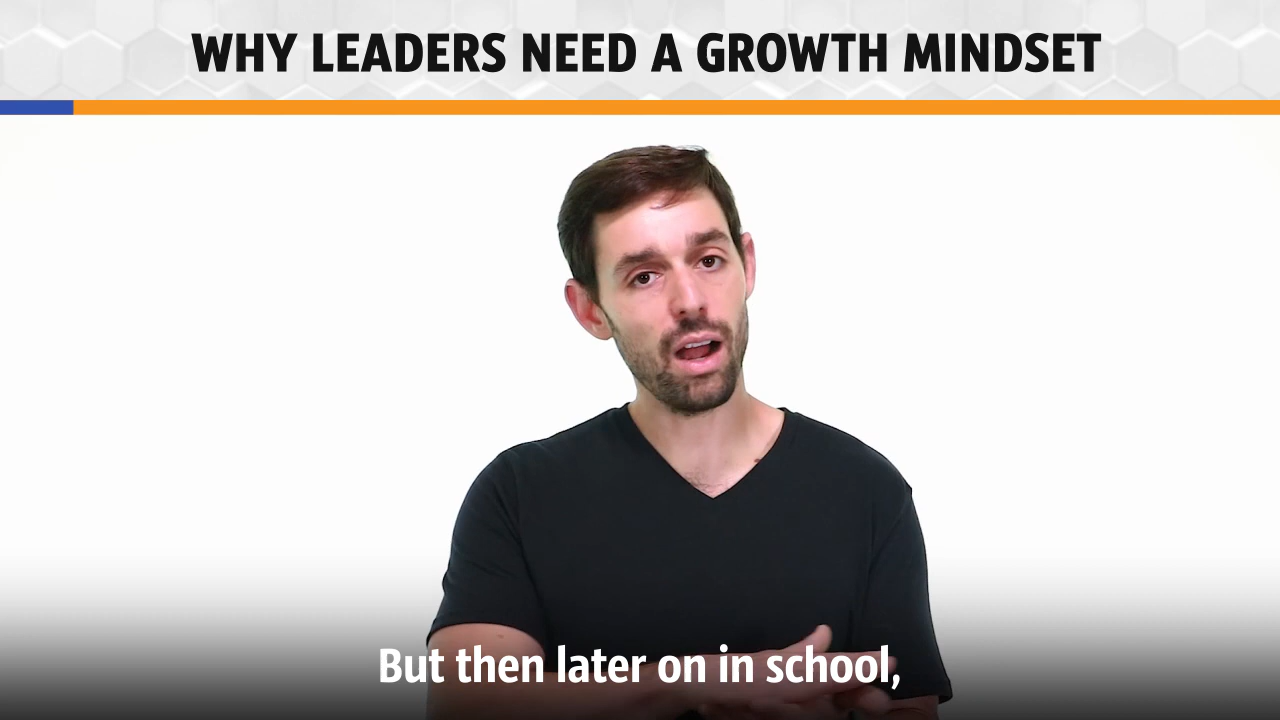 WHY LEADERS NEED A GROWTH MINDSET
But then later on in school,